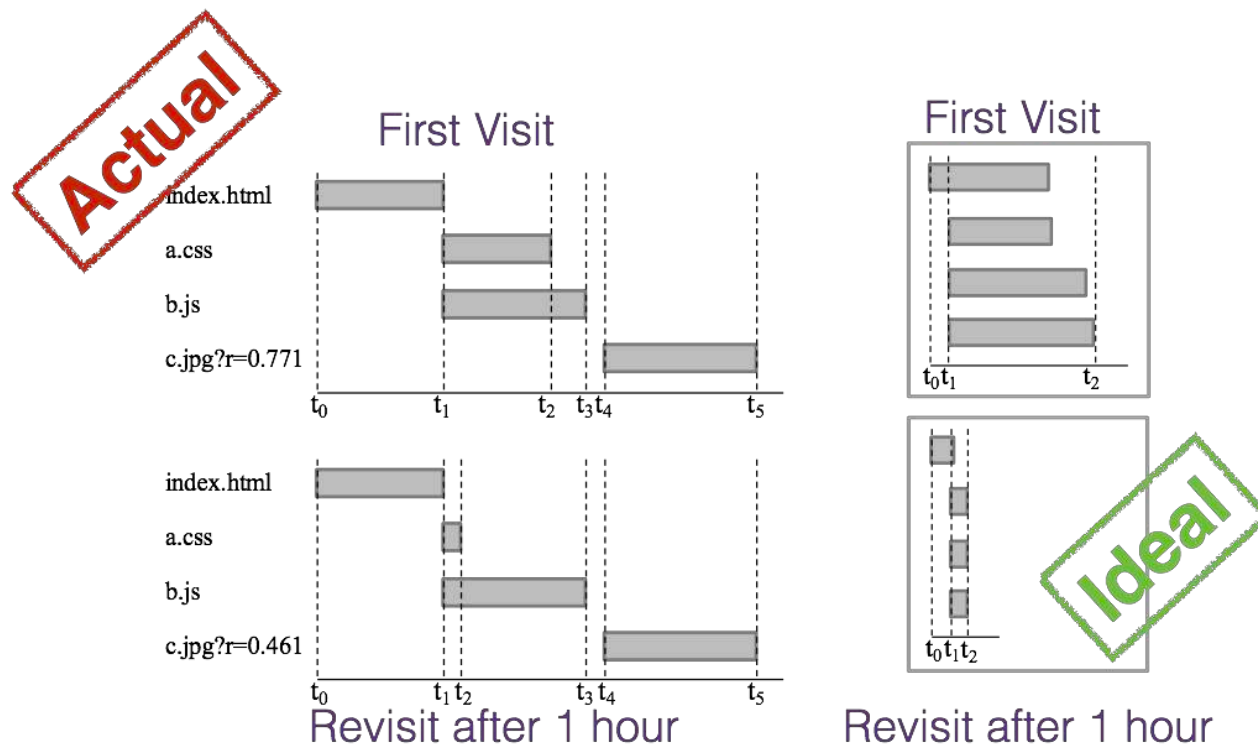 Actual
First Visit
index.html
a.css
b.js
c.jpg?r=0.771
t0 t1 t2 t3 t4 t5
index.html
a.css
b.js
c.jpg?r=0.461
t0 t1 t2 t3 t4 t5
Revisit after 1 hour
First Visit
t0 t1 t2
t0 t1 t2
Ideal
Revisit after 1 hour